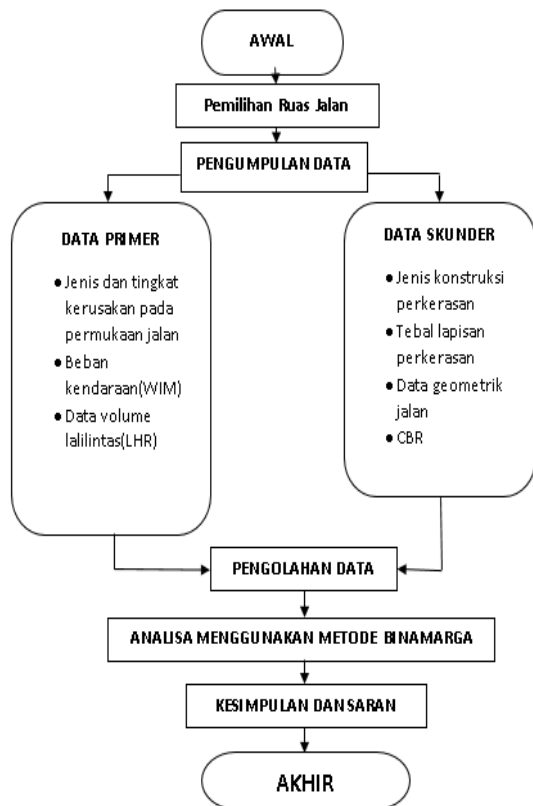 AWAL
Pemilihan Ruas Jalan
PENGUMPULAN DATA
DATA PRIMER
● Jenis dan tingkat
kerusakan pada
permukaan jalan
● Beban
kendaraan(WIM)
● Data volume
lalilintas(LHR)
DATA SKUNDER
● Jenis konstruksi
perkerasan
● Tebal lapisan
perkerasan
● Data geometrik
jalan
● CBR
PENGOLAHAN DATA
ANALISA MENGGUNAKAN METODE BINAMARGA
KESIMPULAN DAN SARAN
AKHIR